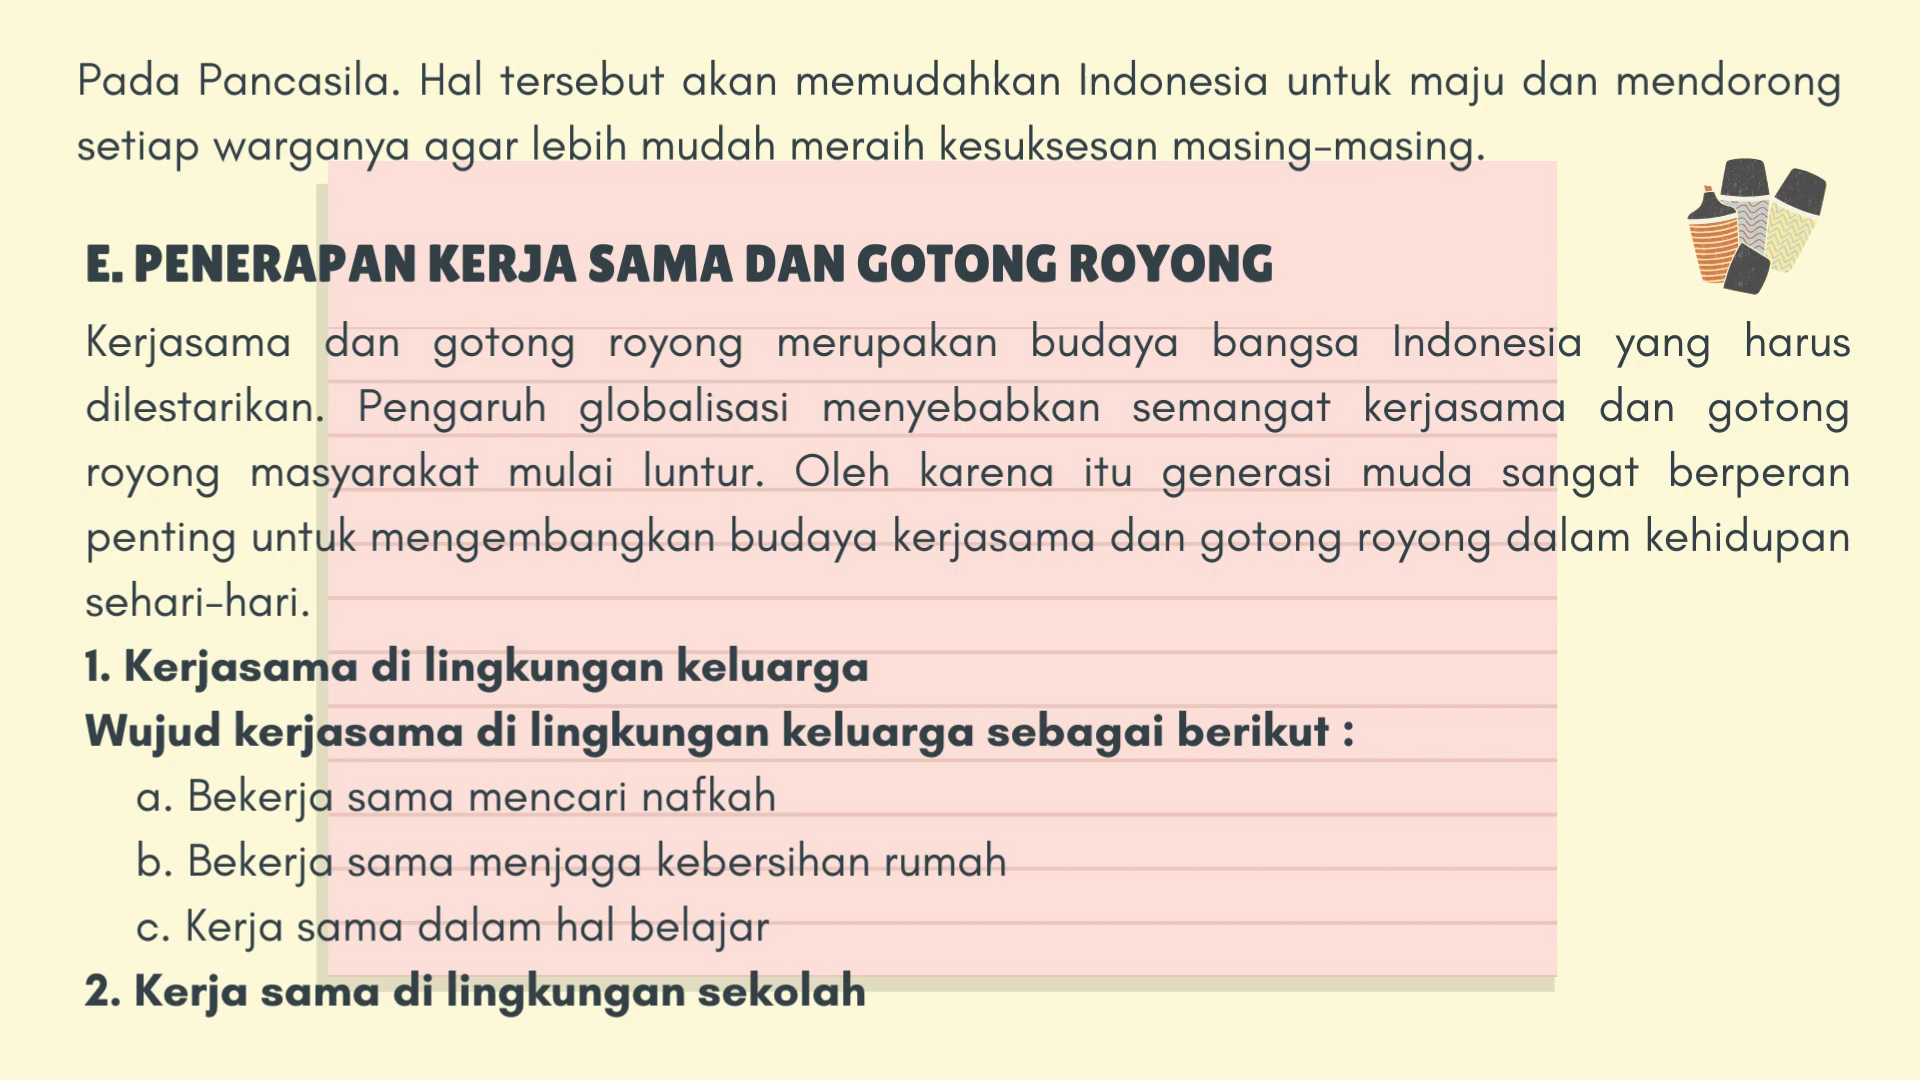 Pada Pancasila. Hal tersebut akan memudahkan Indonesia untuk maju dan mendorong
setiap warganya agar lebih mudah meraih kesuksesan masing-masing.
E. PENERAPAN KERJA SAMA DAN GOTONG ROYONG
Kerjasama dan gotong royong merupakan budaya bangsa Indonesia yang harus
dilestarikan. Pengaruh globalisasi menyebabkan semangat kerjasama dan gotong
royong masyarakat mulai luntur. Oleh karena itu generasi muda sangat berperan
penting untuk mengembangkan budaya kerjasama dan gotong royong dalam kehidupan
sehari-hari.
1. Kerjasama di lingkungan keluarga
Wujud kerjasama di lingkungan keluarga sebagai berikut :
a. Bekerja sama mencari nafkah
b. Bekerja sama menjaga kebersihan rumah
c. Kerja sama dalam hal belajar
2. Kerja sama di lingkungan sekolah